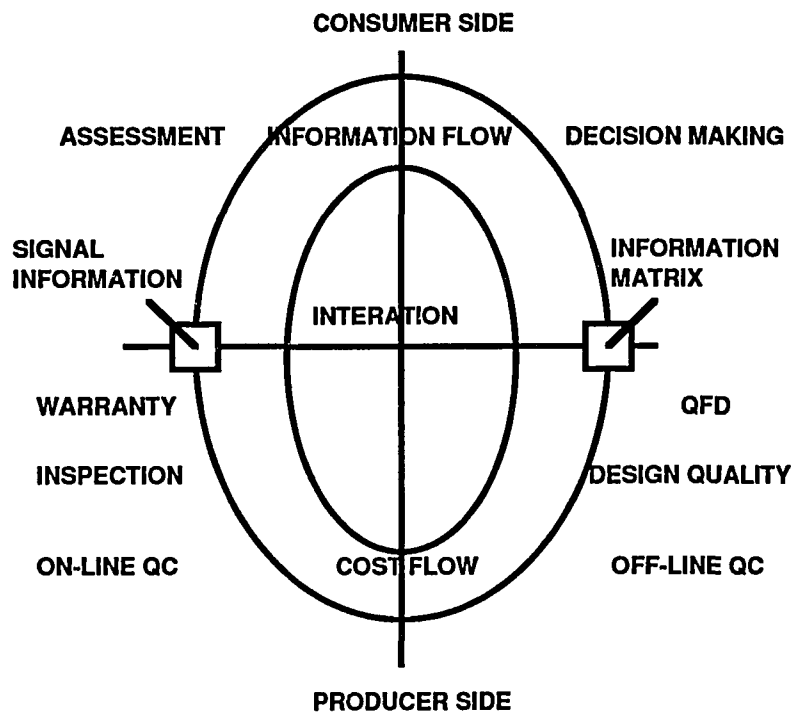 CONSUMER SIDE
ASSESSMENT
INFORMATION FLOW
DECISION MAKING
SIGNAL
INFORMATION
INFORMATION
MATRIX
INTERATION
WARRANTY
QFD
INSPECTION
DESIGN QUALITY
ON-LINE QC
COST FLOW
OFF-LINE QC
PRODUCER SIDE